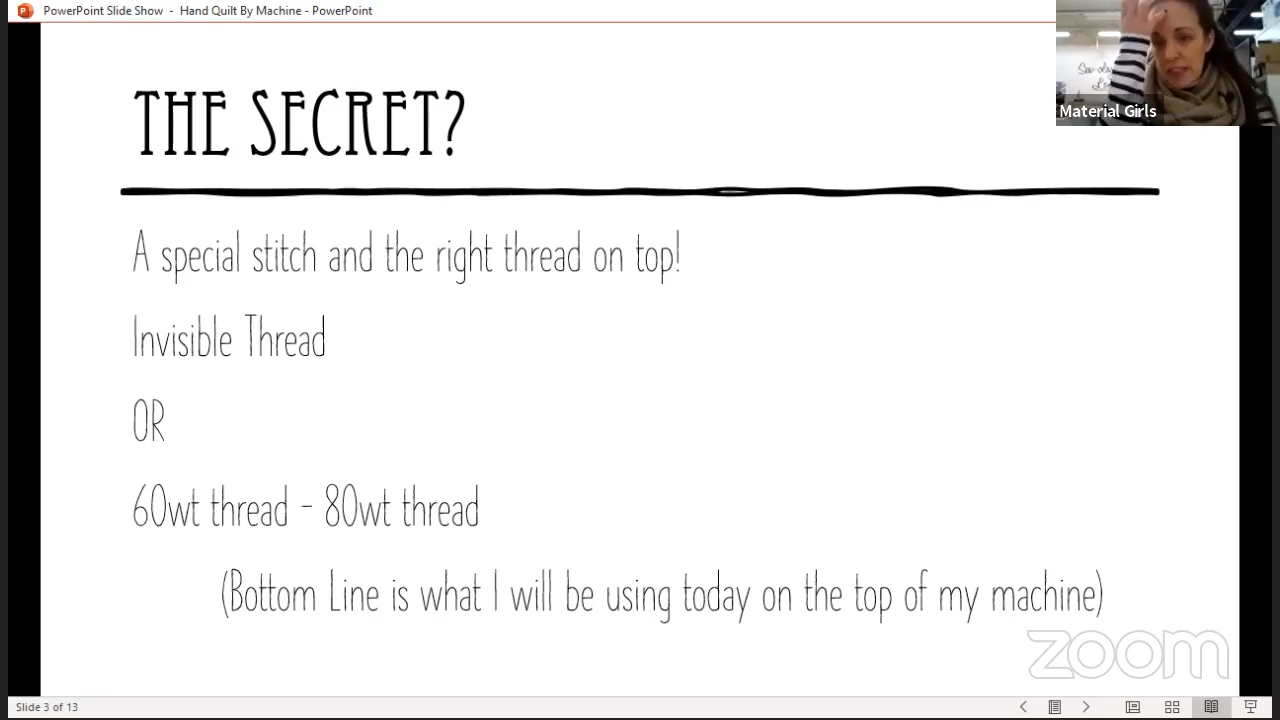 PowerPoint Slide Show - Hand Quilt By Machine - PowerPoint
THE SECRET?
Material Girls
A special stitch and the right thread on top!
Invisible Thread
OR
60wt thread - 80wt thread
(Bottom Line is what I will be using today on the top of my machine)
zoom
Slide 3 of 13